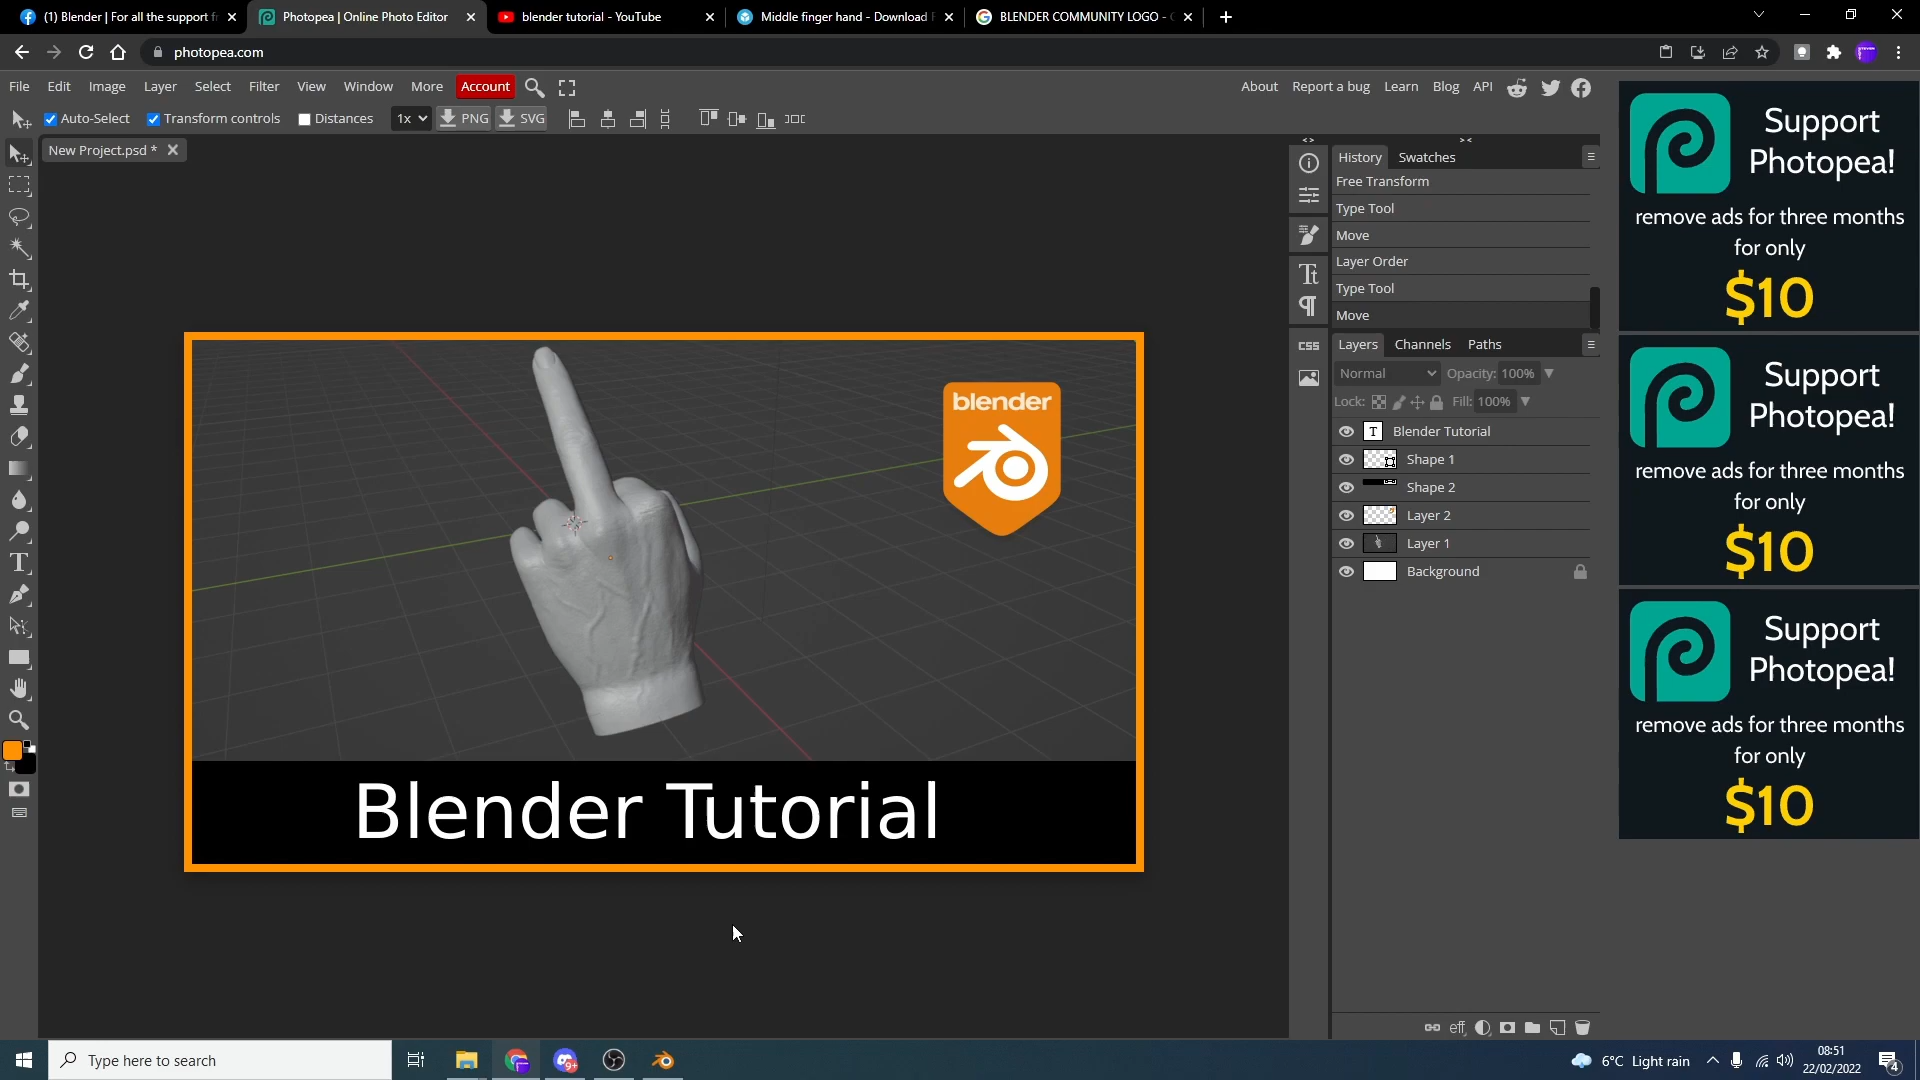 (1) Blender | For all the support f
Photopea | Online Photo Editor
blender tutorial - YouTube
Middle finger hand - Download
BLENDER COMMUNITY LOGO -
photopea.com
File Edit Image Layer Select Filter View Window More Account
About Report a bug Learn Blog API
Auto-Select Transform controls Distances 1x PNG SVG
New Project.psd *
History Swatches
Free Transform
Type Tool
Move
Layer Order
Type Tool
Move
CSS
Layers Channels Paths
Normal Opacity: 100%
Lock: Fill: 100%
T Blender Tutorial
Shape 1
Shape 2
Layer 2
Layer 1
Background
eff
blender
Blender Tutorial
Support
Photopea!
remove ads for three months
for only
$10
Support
Photopea!
remove ads for three months
for only
$10
Support
Photopea!
remove ads for three months
for only
$10
Type here to search
9+
6°C Light rain
08:51
22/02/2022
4